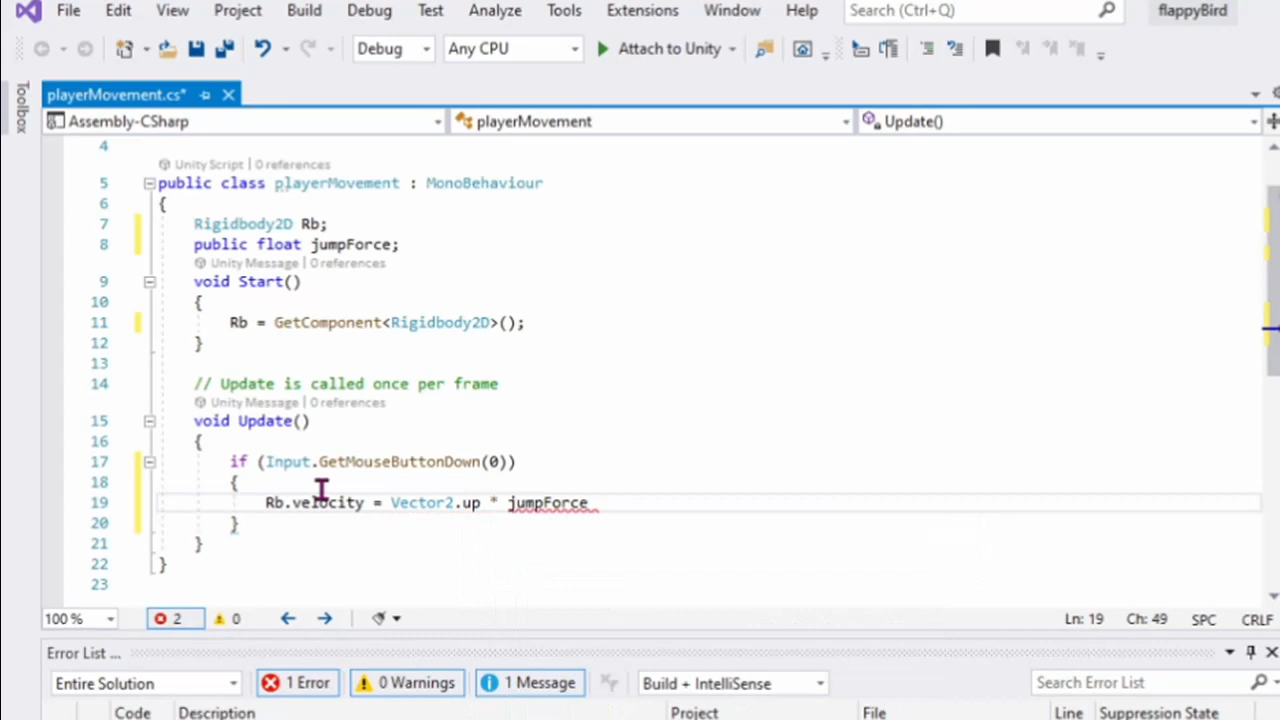 File Edit View Project Build Debug Test Analyze Tools Extensions Window Help Search (Ctrl+Q) flappyBird
Debug Any CPU Attach to Unity
Toolbox
playerMovement.cs*
Assembly-CSharp playerMovement Update()
4
Unity Script | 0 references
5 public class playerMovement : MonoBehaviour
6 {
7 Rigidbody2D Rb;
8 public float jumpForce;
Unity Message | 0 references
9 void Start()
10 {
11 Rb = GetComponent<Rigidbody2D>();
12 }
13
14 // Update is called once per frame
Unity Message | 0 references
15 void Update()
16 {
17 if (Input.GetMouseButtonDown(0))
18 {
19 Rb.velocity = Vector2.up * jumpForce
20 }
21 }
22 }
23
100 % 2 0 Ln: 19 Ch: 49 SPC CRLF
Error List ...
Entire Solution 1 Error 0 Warnings 1 Message Build + IntelliSense Search Error List
Code Description Project File Line Suppression State